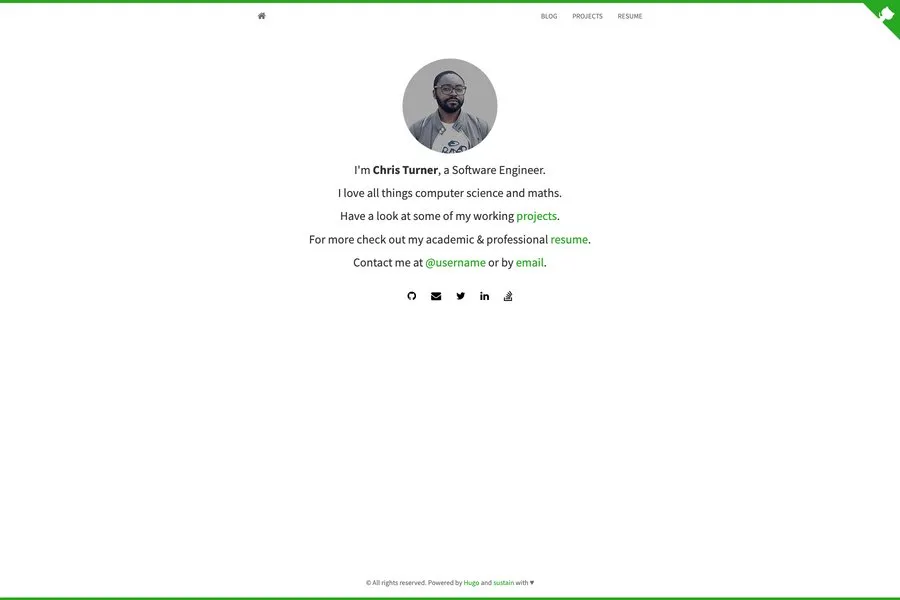 BLOG PROJECTS RESUME
I'm Chris Turner, a Software Engineer.
I love all things computer science and maths.
Have a look at some of my working projects.
For more check out my academic & professional resume.
Contact me at @username or by email.
© All rights reserved. Powered by Hugo and sustain with ♥